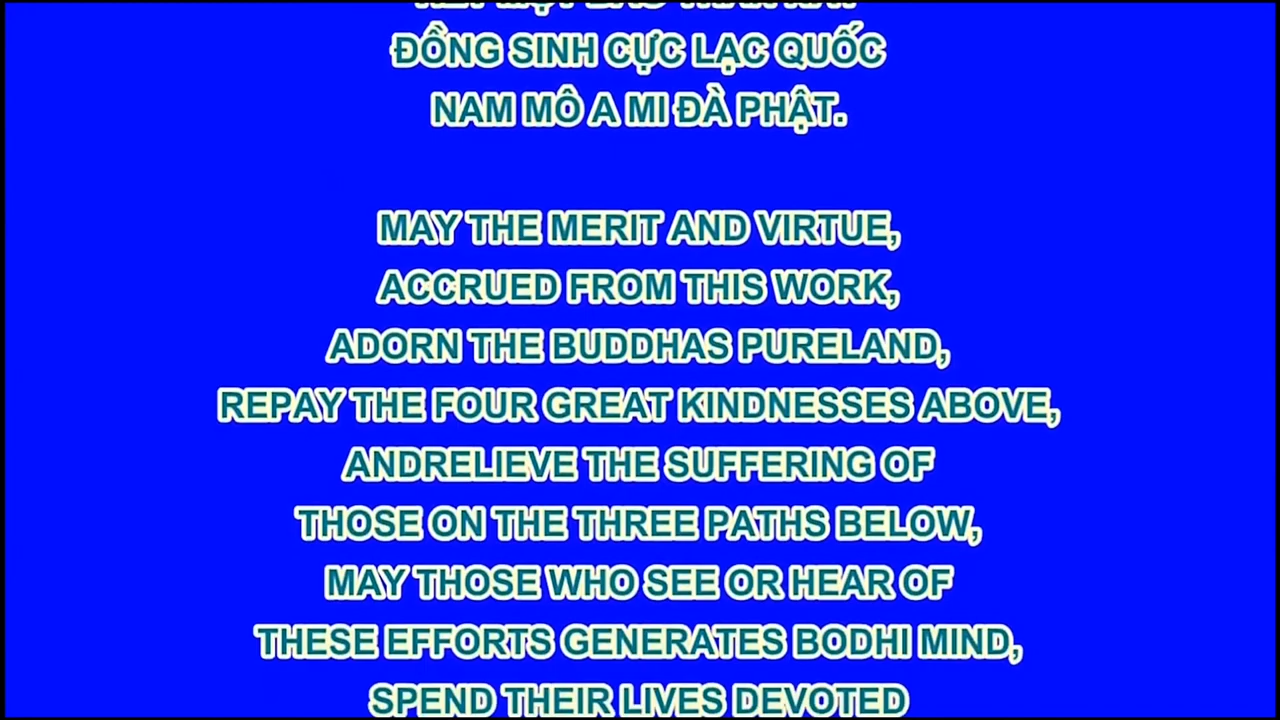 ĐỒNG SINH CỰC LẠC QUỐC
NAM MÔ A MI ĐÀ PHẬT.
MAY THE MERIT AND VIRTUE,
ACCRUED FROM THIS WORK,
ADORN THE BUDDHAS PURELAND,
REPAY THE FOUR GREAT KINDNESSES ABOVE,
ANDRELIEVE THE SUFFERING OF
THOSE ON THE THREE PATHS BELOW,
MAY THOSE WHO SEE OR HEAR OF
THESE EFFORTS GENERATES BODHI MIND,
SPEND THEIR LIVES DEVOTED